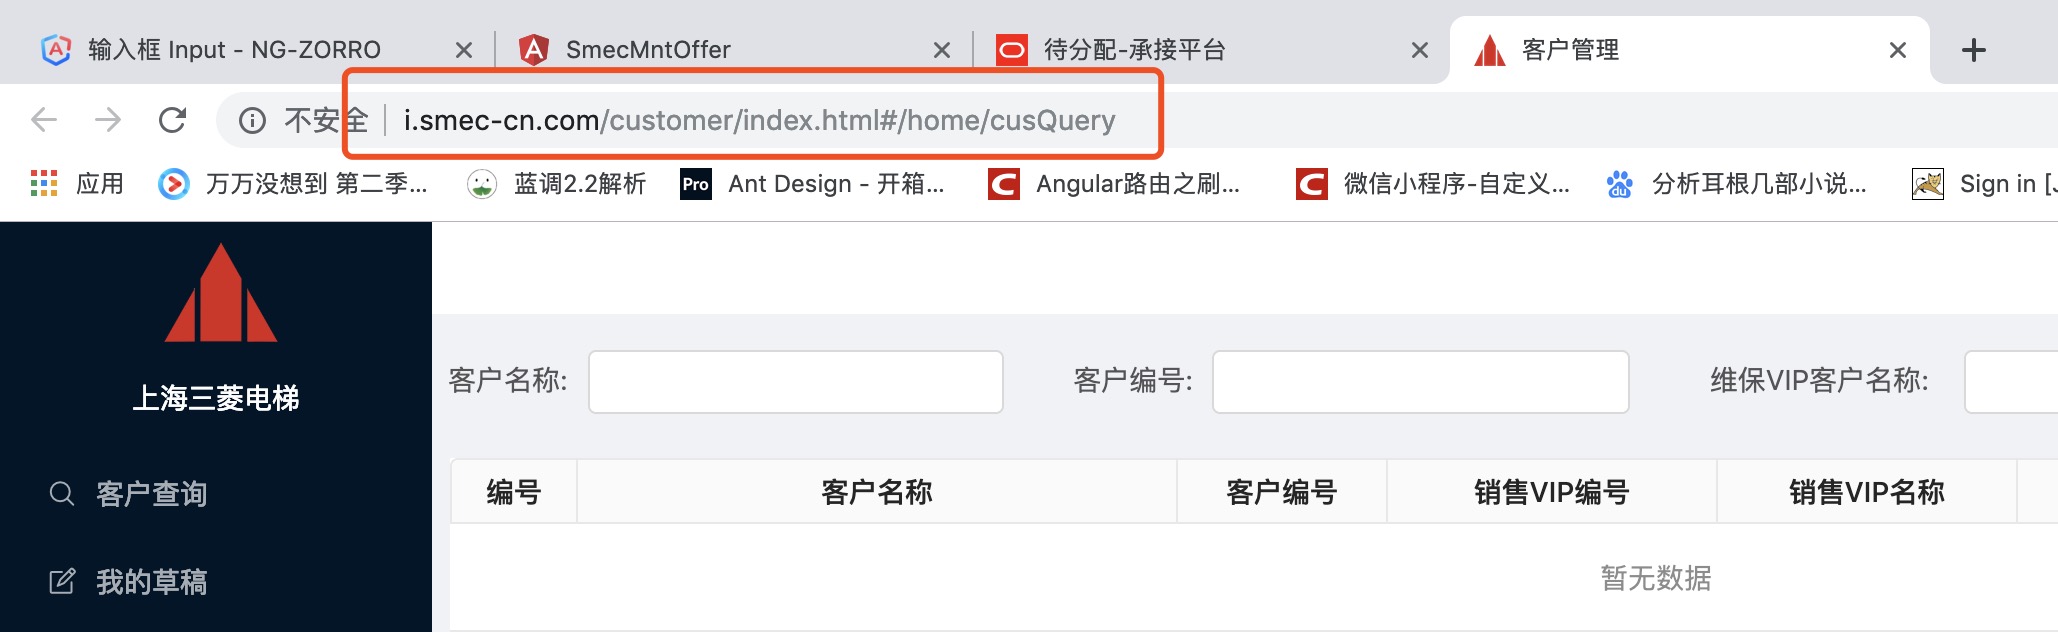 输入框 Input - NG-ZORRO SmecMntOffer 待分配-承接平台 客户管理
不安全 i.smec-cn.com/customer/index.html#/home/cusQuery
应用 万万没想到 第二季... 蓝调2.2解析 Pro Ant Design - 开箱... Angular路由之刷... 微信小程序-自定义... du 分析耳根几部小说... Sign in [J
上海三菱电梯
客户查询
我的草稿
客户名称: 客户编号: 维保VIP客户名称:
编号 客户名称 客户编号 销售VIP编号 销售VIP名称
暂无数据